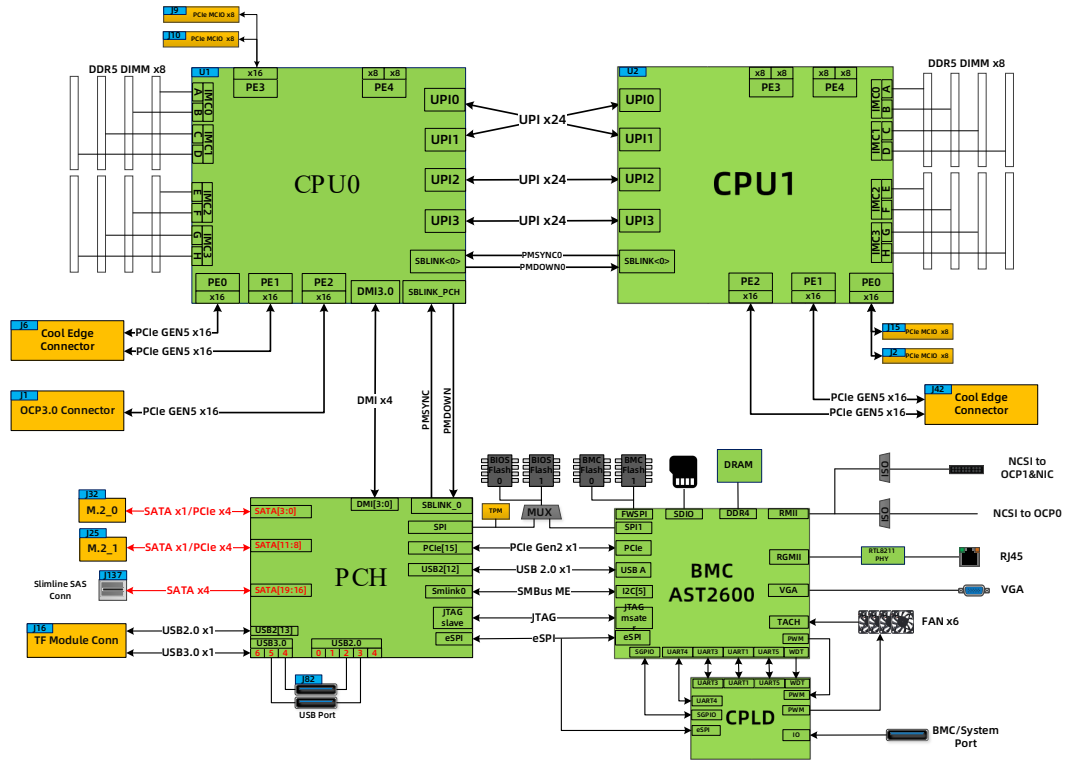 J9
PCIe MCIO x8
J10
PCIe MCIO x8
DDR5 DIMM x8
U1
x16
PE3
x8 x8
PE4
A
B
IMC0
C
D
IMC1
E
F
IMC2
G
H
IMC3
CPU0
UPI0
UPI1
UPI2
UPI3
SBLINK<0>
PE0
x16
PE1
x16
PE2
x16
DMI3.0
SBLINK_PCH
UPI x24
UPI x24
UPI x24
PMSYNC0
PMDOWN0
U2
x8 x8
PE3
x8 x8
PE4
DDR5 DIMM x8
UPI0
UPI1
UPI2
UPI3
SBLINK<0>
CPU1
IMC0
A
B
IMC1
C
D
IMC2
E
F
IMC3
G
H
PE2
x16
PE1
x16
PE0
x16
J15
PCIe MCIO x8
J2
PCIe MCIO x8
J42
Cool Edge
Connector
PCIe GEN5 x16
PCIe GEN5 x16
J6
Cool Edge
Connector
PCIe GEN5 x16
PCIe GEN5 x16
J1
OCP3.0 Connector
PCIe GEN5 x16
DMI x4
PMSYNC
PMDOWN
BIOS
Flash
0
BIOS
Flash
1
BMC
Flash
0
BMC
Flash
1
DRAM
ISO
NCSI to
OCP1&NIC
ISO
NCSI to OCP0
TPM
MUX
J32
M.2_0
SATA x1/PCIe x4
J25
M.2_1
SATA x1/PCIe x4
Slimline SAS
Conn
J137
SATA x4
J16
TF Module Conn
USB2.0 x1
USB3.0 x1
DMI[3:0]
SBLINK_0
SATA[3:0]
SATA[11:8]
SATA[19:16]
PCH
SPI
PCIe[15]
USB2[12]
Smlink0
JTAG
slave
eSPI
USB2[13]
USB3.0
6 5 4
USB2.0
0 1 2 3 4
J82
USB Port
PCIe Gen2 x1
USB 2.0 x1
SMBus ME
JTAG
eSPI
FWSPI
SDIO
DDR4
RMII
SPI1
PCIe
USB A
I2C[5]
JTAG
msate
r
eSPI
BMC
AST2600
RGMII
VGA
TACH
PWM
SGPIO
UART4
UART3
UART1
UART5
WDT
RTL8211
PHY
RJ45
VGA
FAN x6
UART3
UART1
UART5
WDT
UART4
SGPIO
eSPI
CPLD
PWM
PWM
IO
BMC/System
Port